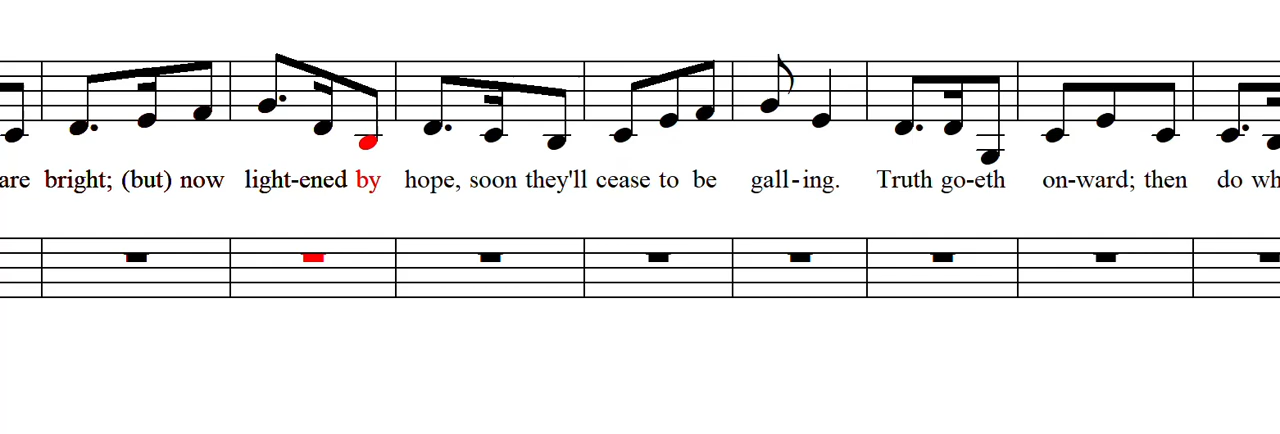 are bright; (but) now light-ened by hope, soon they'll cease to be gall-ing. Truth go-eth on-ward; then do wh